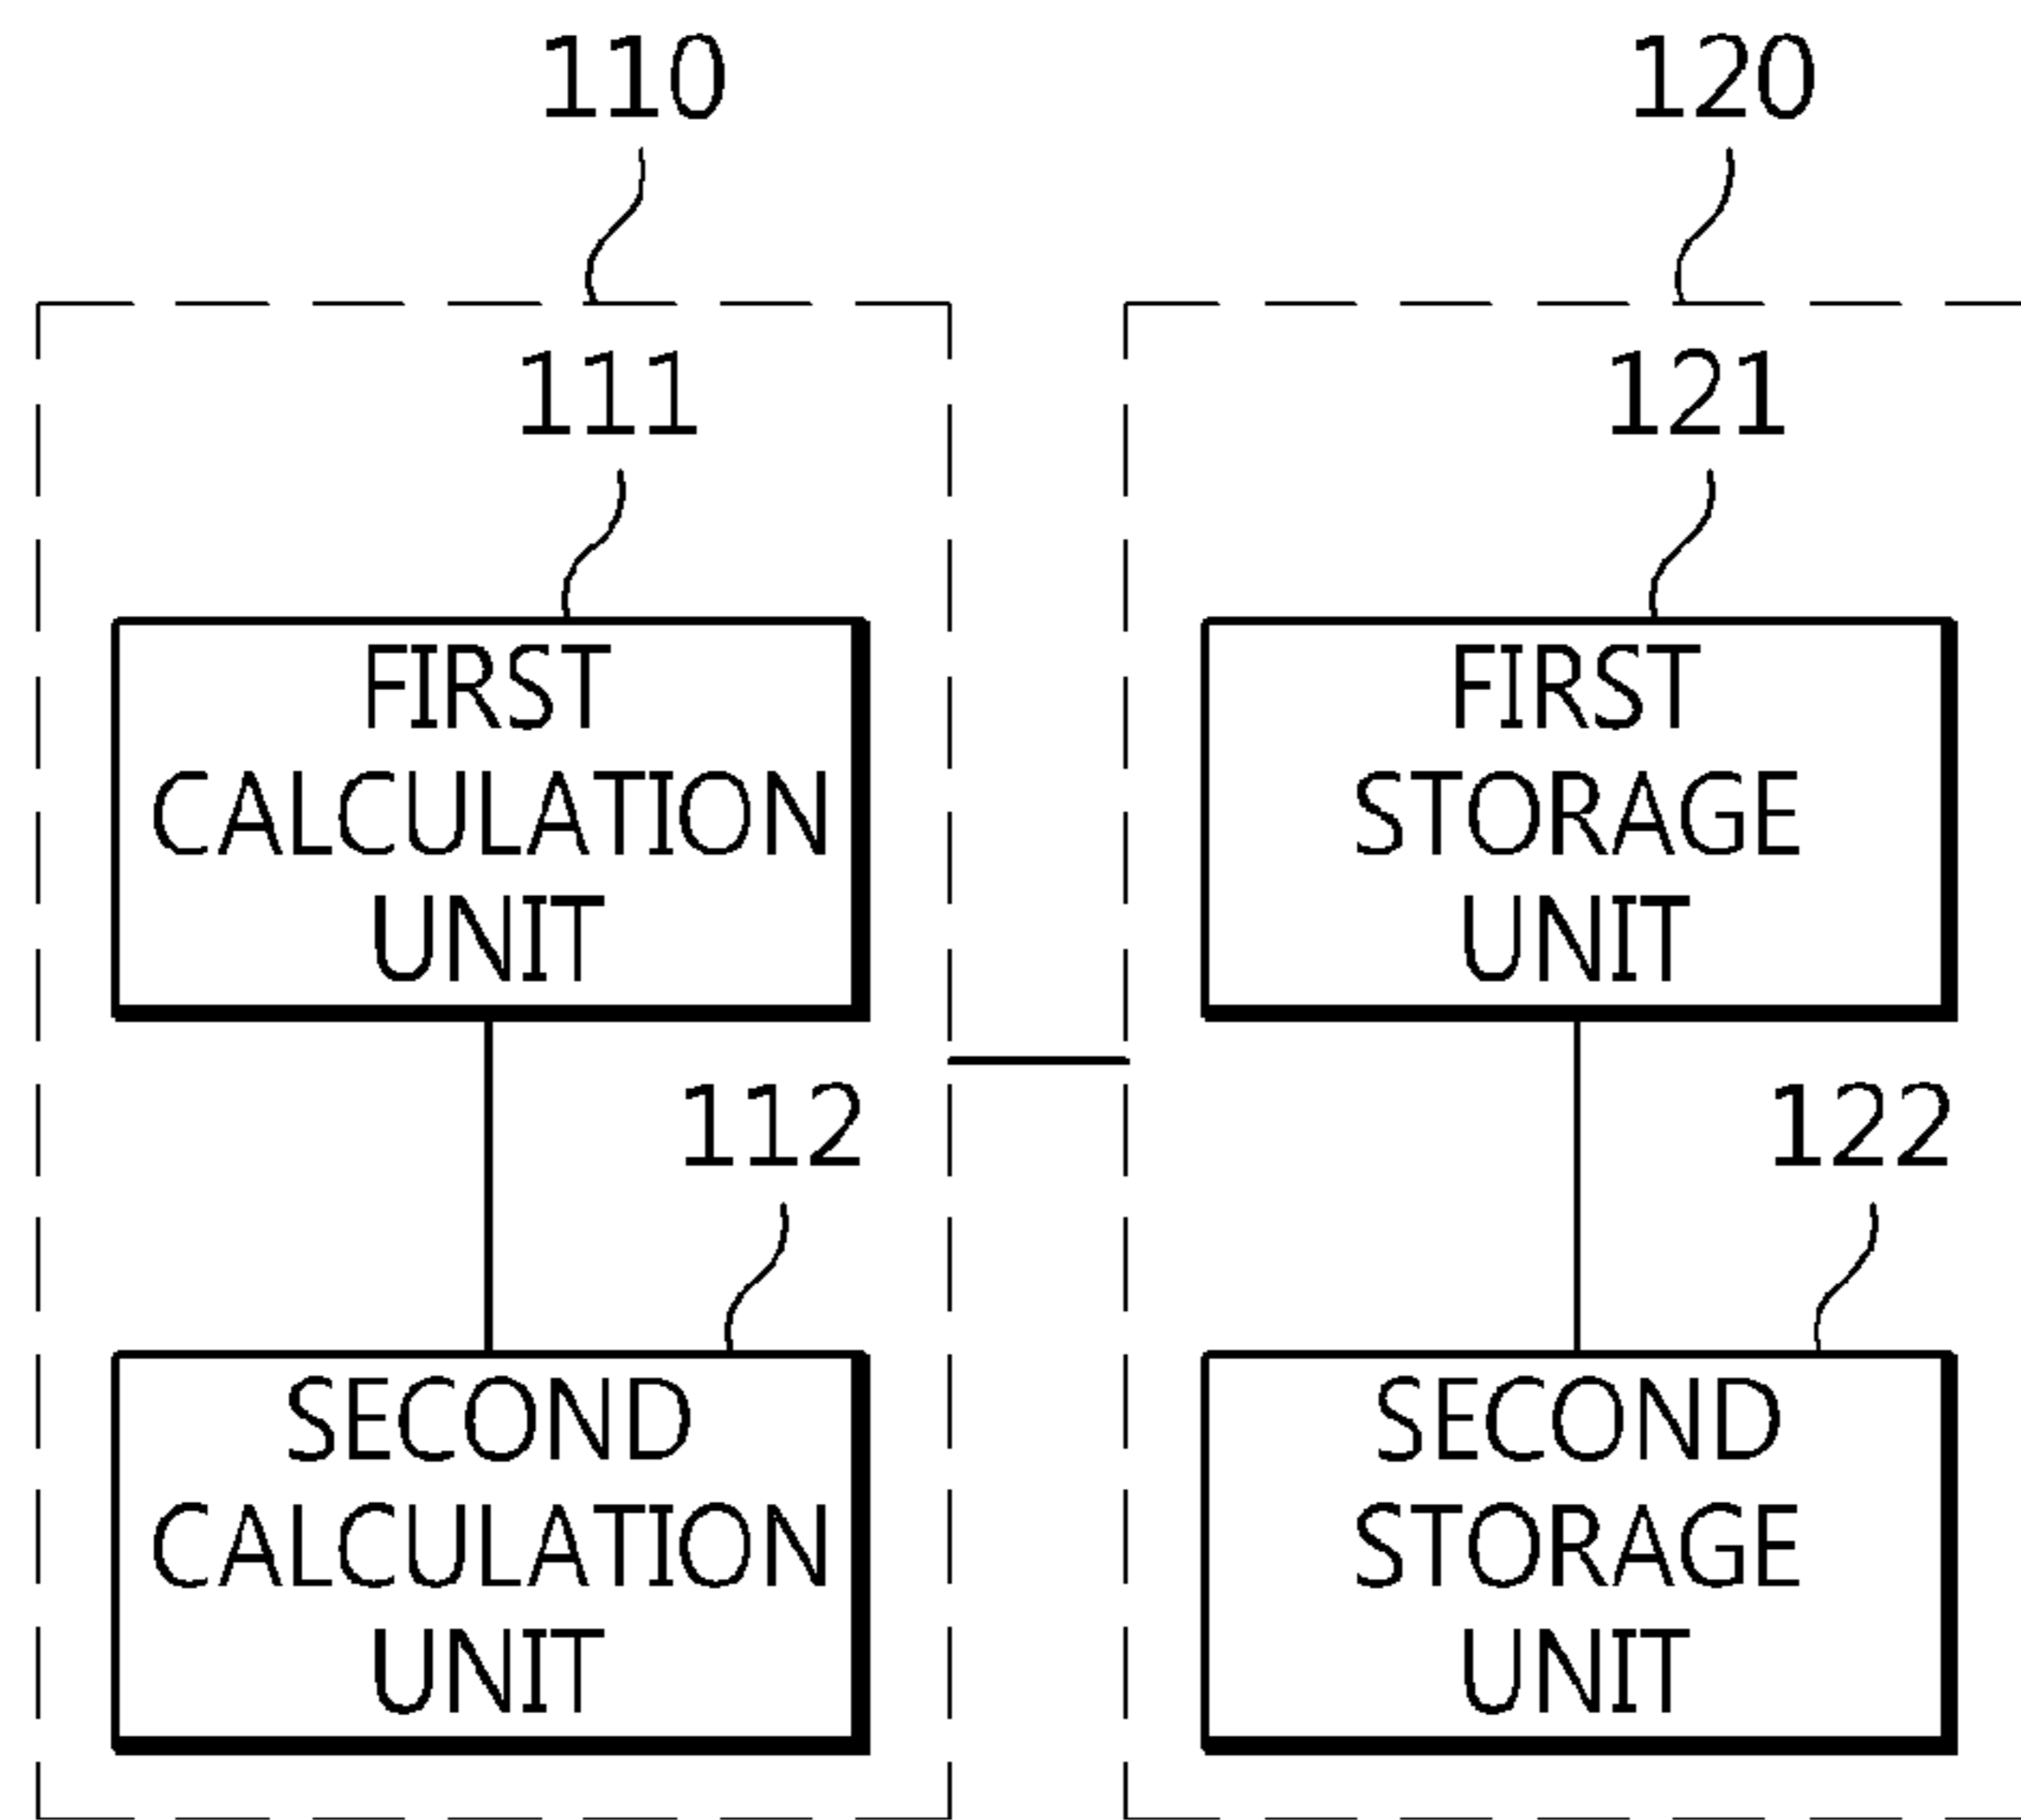 110
120
111
121
FIRST
CALCULATION
UNIT
FIRST
STORAGE
UNIT
112
122
SECOND
CALCULATION
UNIT
SECOND
STORAGE
UNIT